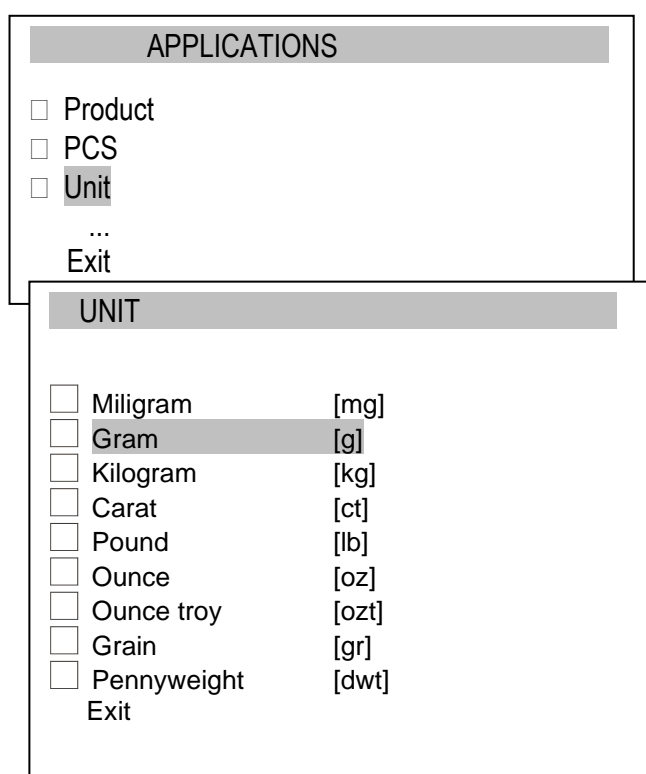 APPLICATIONS
Product
PCS
Unit
...
Exit
UNIT
Miligram [mg]
Gram [g]
Kilogram [kg]
Carat [ct]
Pound [lb]
Ounce [oz]
Ounce troy [ozt]
Grain [gr]
Pennyweight [dwt]
Exit